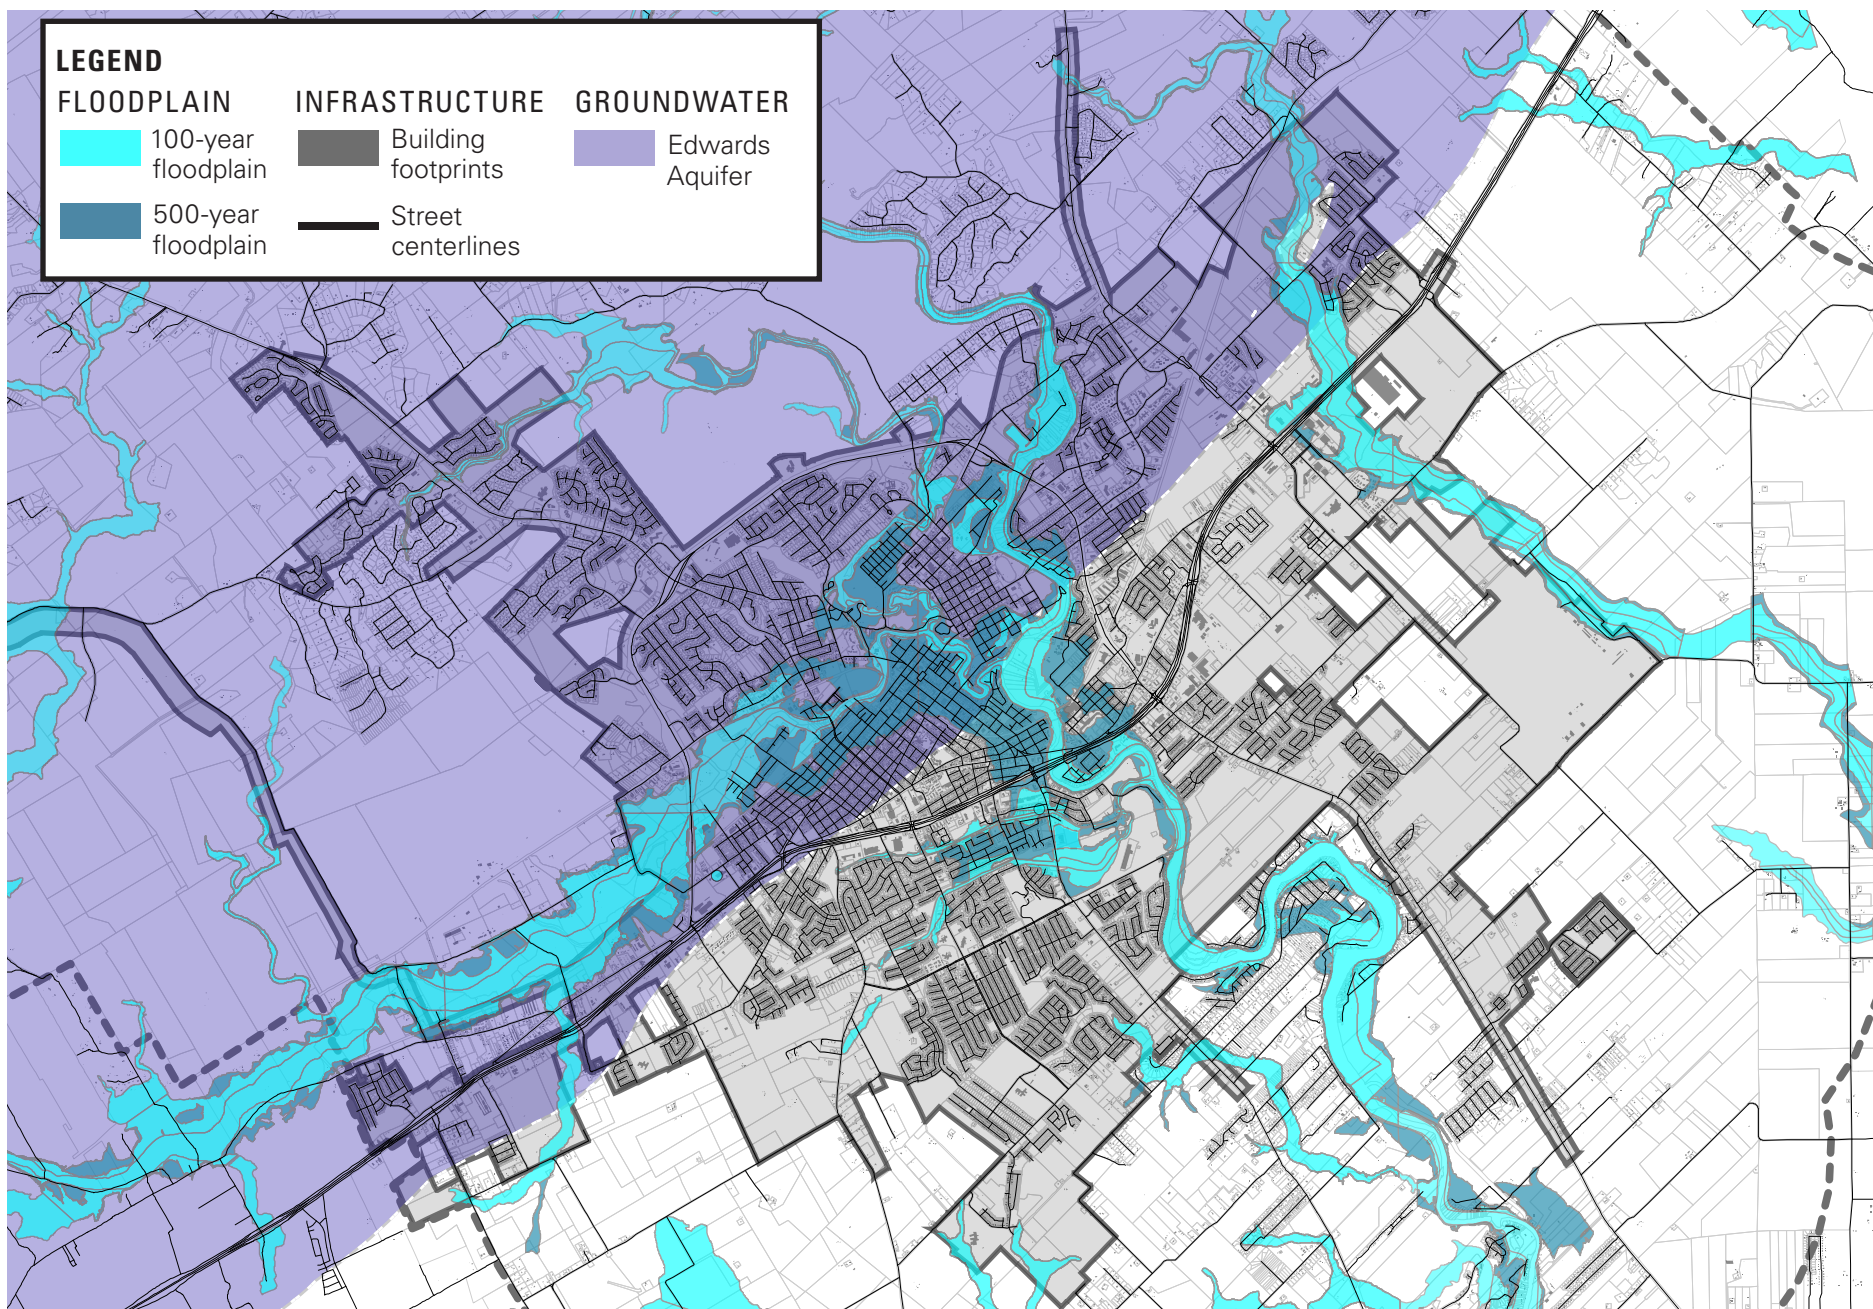 LEGEND
FLOODPLAIN
100-year
floodplain
500-year
floodplain
INFRASTRUCTURE
Building
footprints
Street
centerlines
GROUNDWATER
Edwards
Aquifer